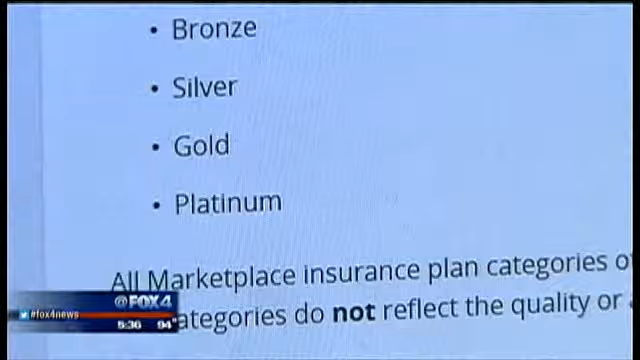 • Bronze
• Silver
• Gold
• Platinum
All Marketplace insurance plan categories
categories do not reflect the quality or
@FOX4
#fox4news
5:36 94°